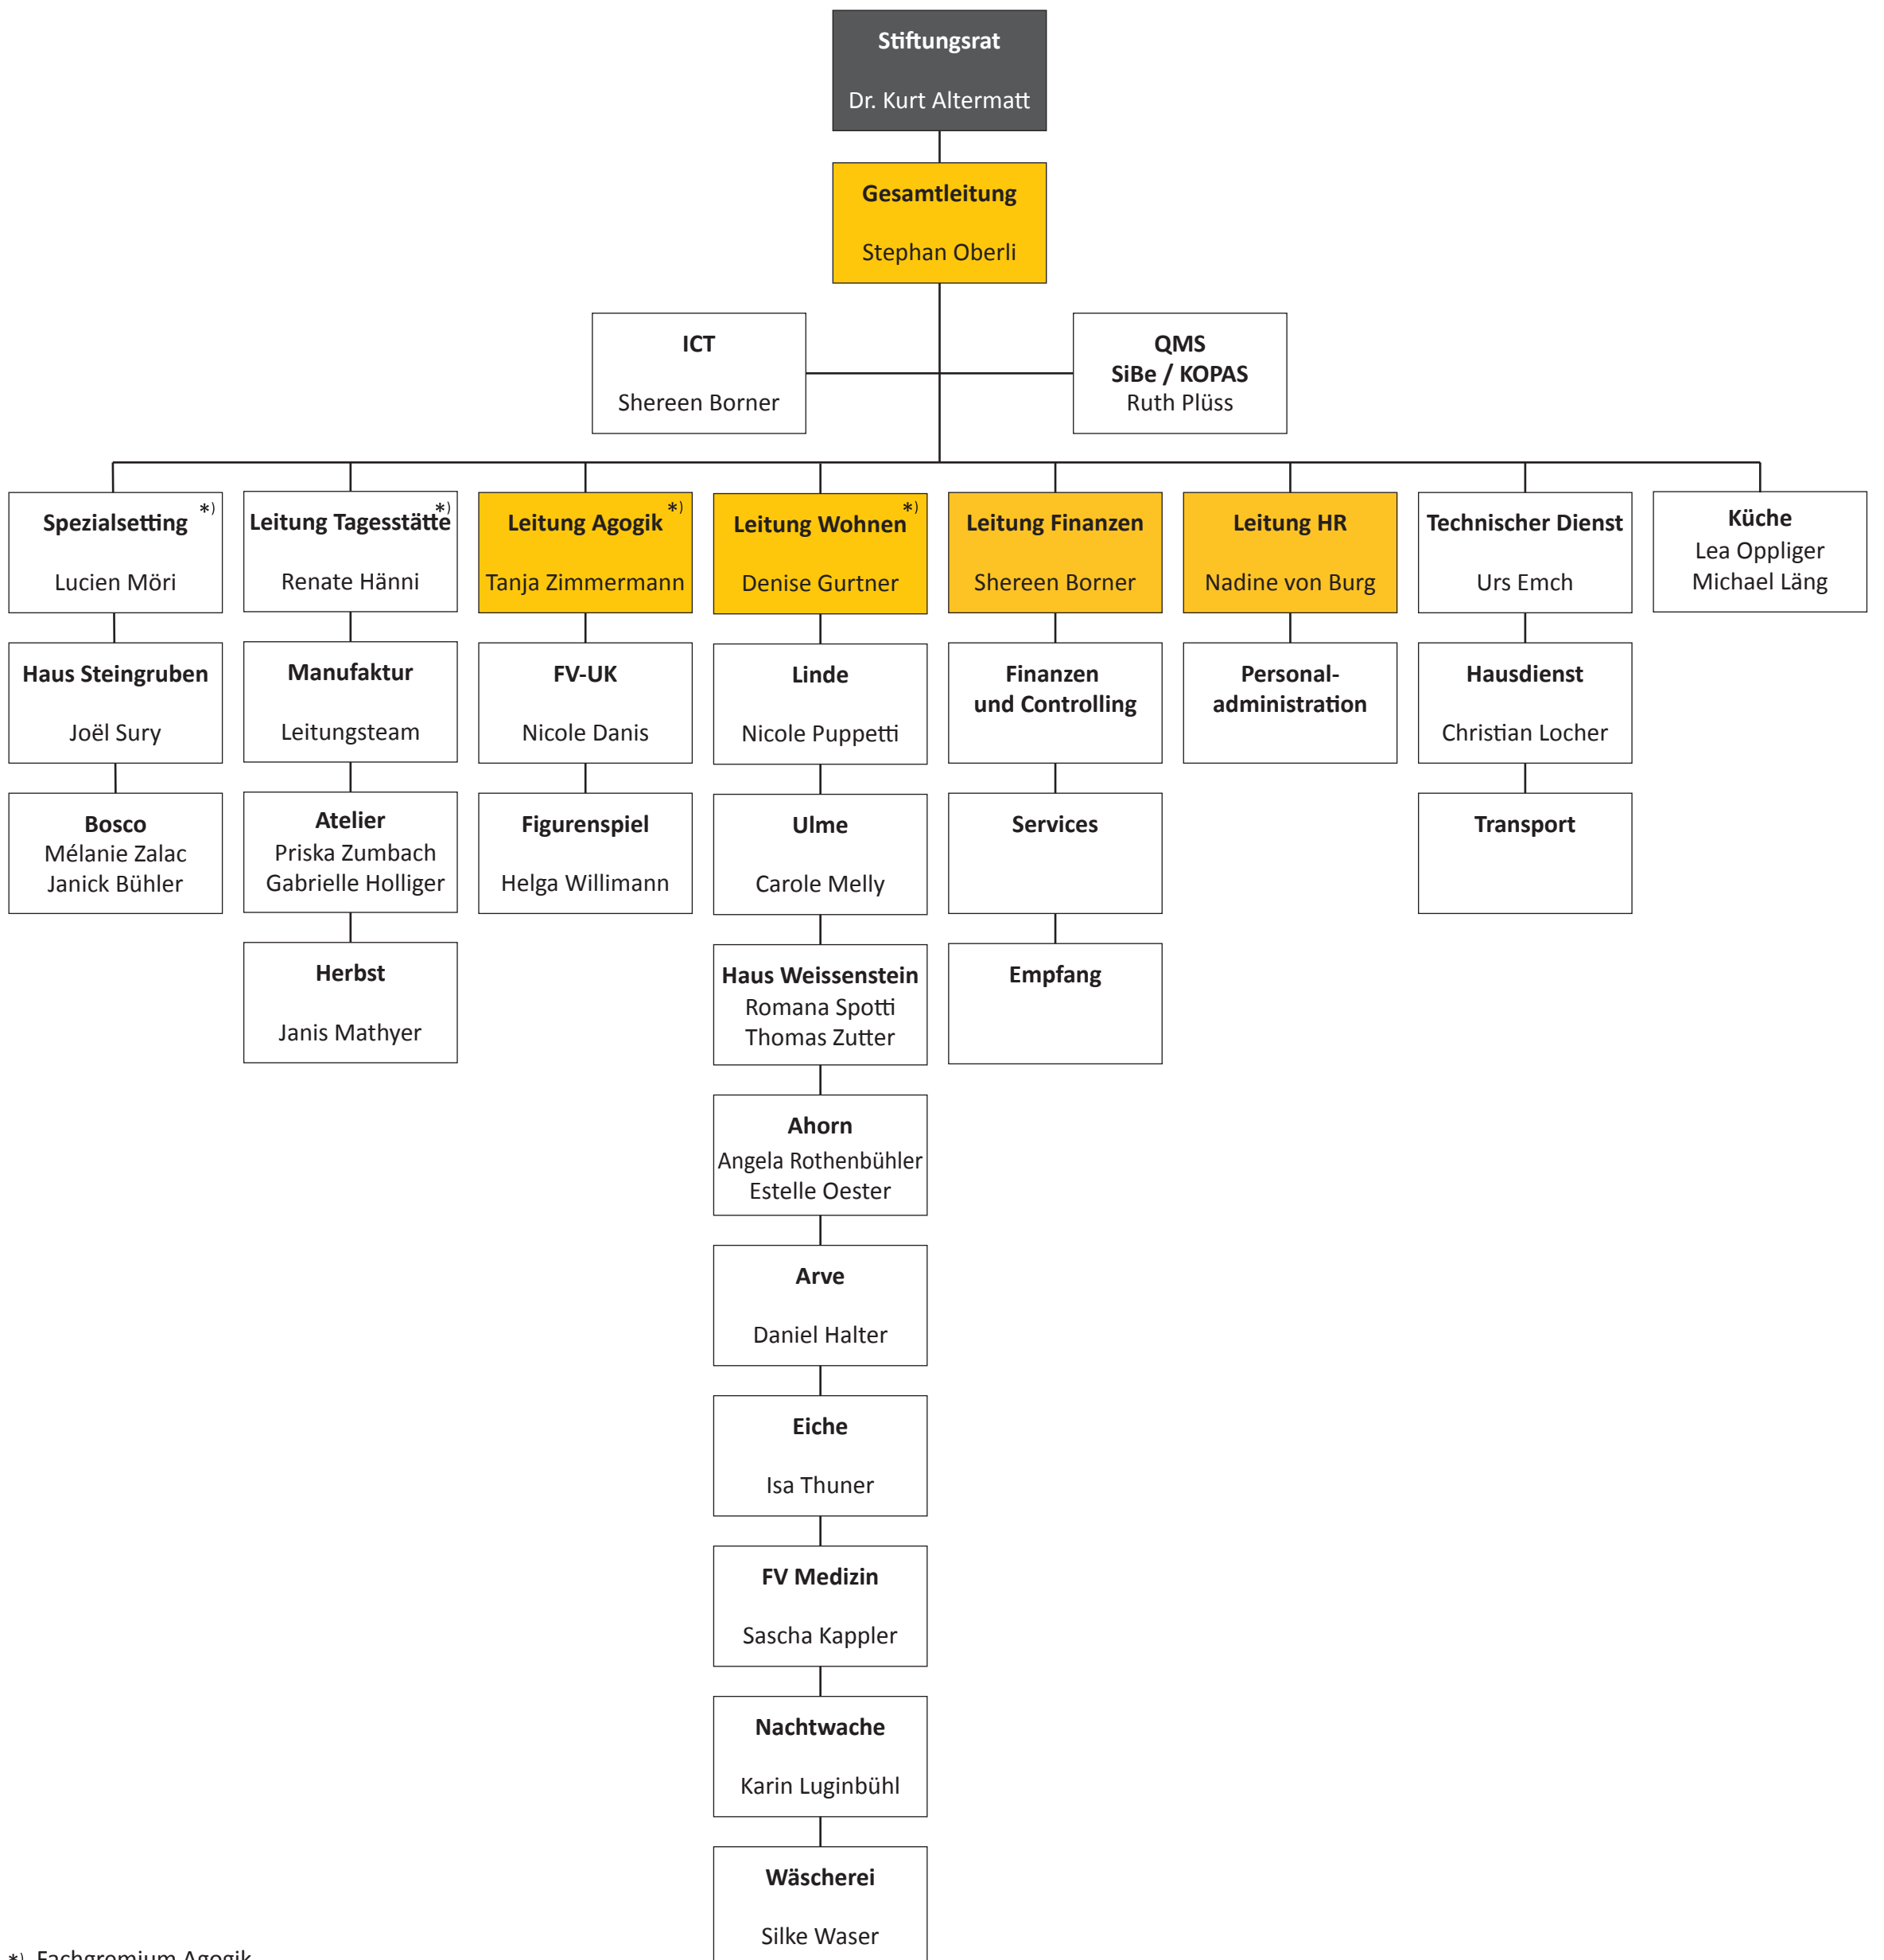 Stiftungsrat
Dr. Kurt Altermatt
Gesamtleitung
Stephan Oberli
ICT
Shereen Borner
QMS
SiBe / KOPAS
Ruth Plüss
Spezialsetting *)
Lucien Möri
Haus Steingruben
Joël Sury
Bosco
Mélanie Zalac
Janick Bühler
Leitung Tagesstätte *)
Renate Hänni
Manufaktur
Leitungsteam
Atelier
Priska Zumbach
Gabrielle Holliger
Herbst
Janis Mathyer
Leitung Agogik *)
Tanja Zimmermann
FV-UK
Nicole Danis
Figurenspiel
Helga Willimann
Leitung Wohnen *)
Denise Gurtner
Linde
Nicole Puppetti
Ulme
Carole Melly
Haus Weissenstein
Romana Spotti
Thomas Zutter
Ahorn
Angela Rothenbühler
Estelle Oester
Arve
Daniel Halter
Eiche
Isa Thuner
FV Medizin
Sascha Kappler
Nachtwache
Karin Luginbühl
Wäscherei
Silke Waser
Leitung Finanzen
Shereen Borner
Finanzen
und Controlling
Services
Empfang
Leitung HR
Nadine von Burg
Personal-
administration
Technischer Dienst
Urs Emch
Hausdienst
Christian Locher
Transport
Küche
Lea Oppliger
Michael Läng
*) Fachgremium Agogik